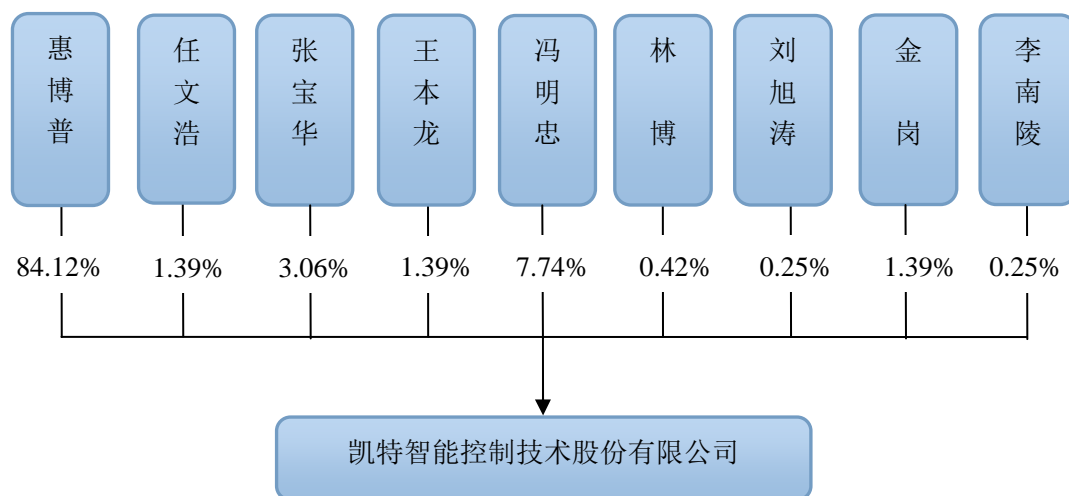 惠博普
任文浩
张宝华
王本龙
冯明忠
林博
刘旭涛
金岗
李南陵
84.12%
1.39%
3.06%
1.39%
7.74%
0.42%
0.25%
1.39%
0.25%
凯特智能控制技术股份有限公司